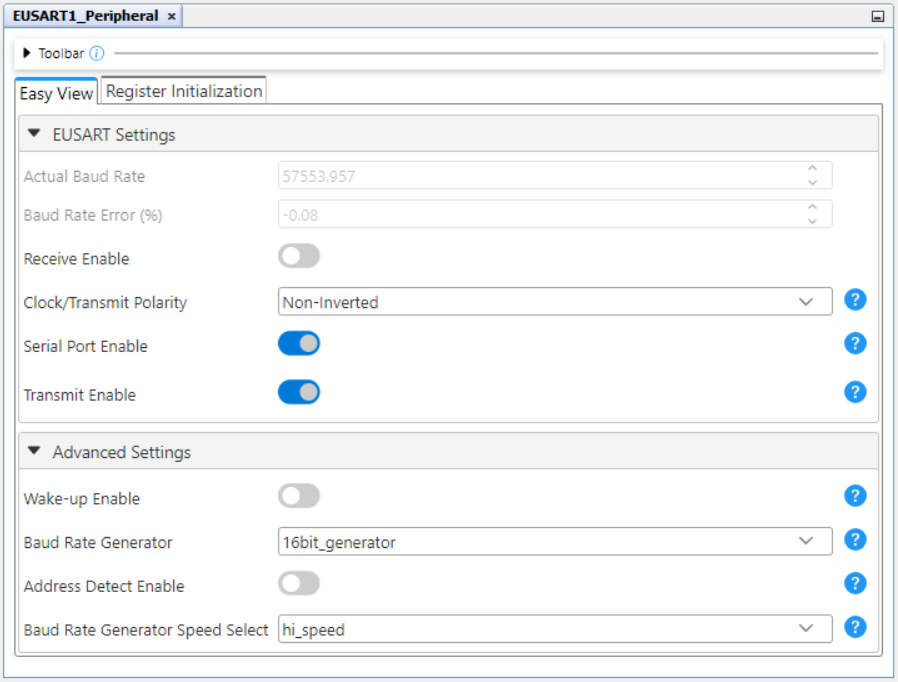 EUSART1_Peripheral ×
Toolbar i
Easy View Register Initialization
EUSART Settings
Actual Baud Rate 57553.957
Baud Rate Error (%) -0.08
Receive Enable
Clock/Transmit Polarity Non-Inverted ?
Serial Port Enable ?
Transmit Enable ?
Advanced Settings
Wake-up Enable ?
Baud Rate Generator 16bit_generator ?
Address Detect Enable ?
Baud Rate Generator Speed Select hi_speed ?